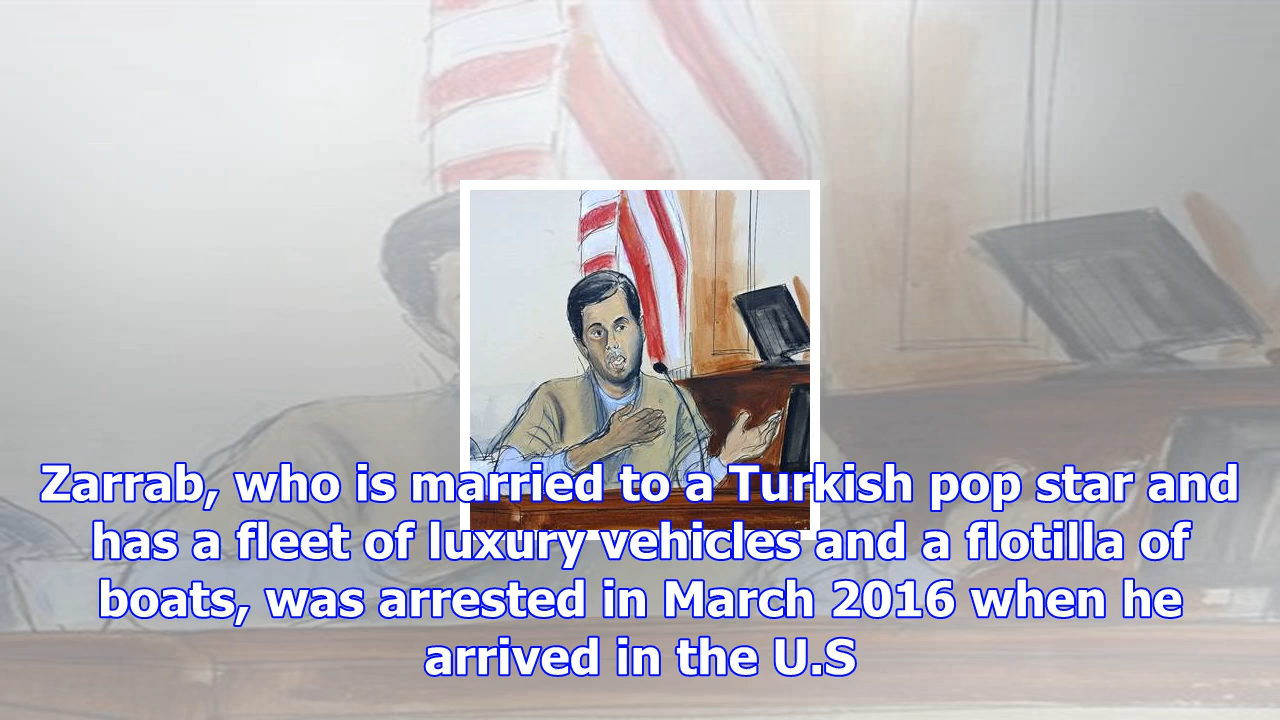 Zarrab, who is married to a Turkish pop star and
has a fleet of luxury vehicles and a flotilla of
boats, was arrested in March 2016 when he
arrived in the U.S